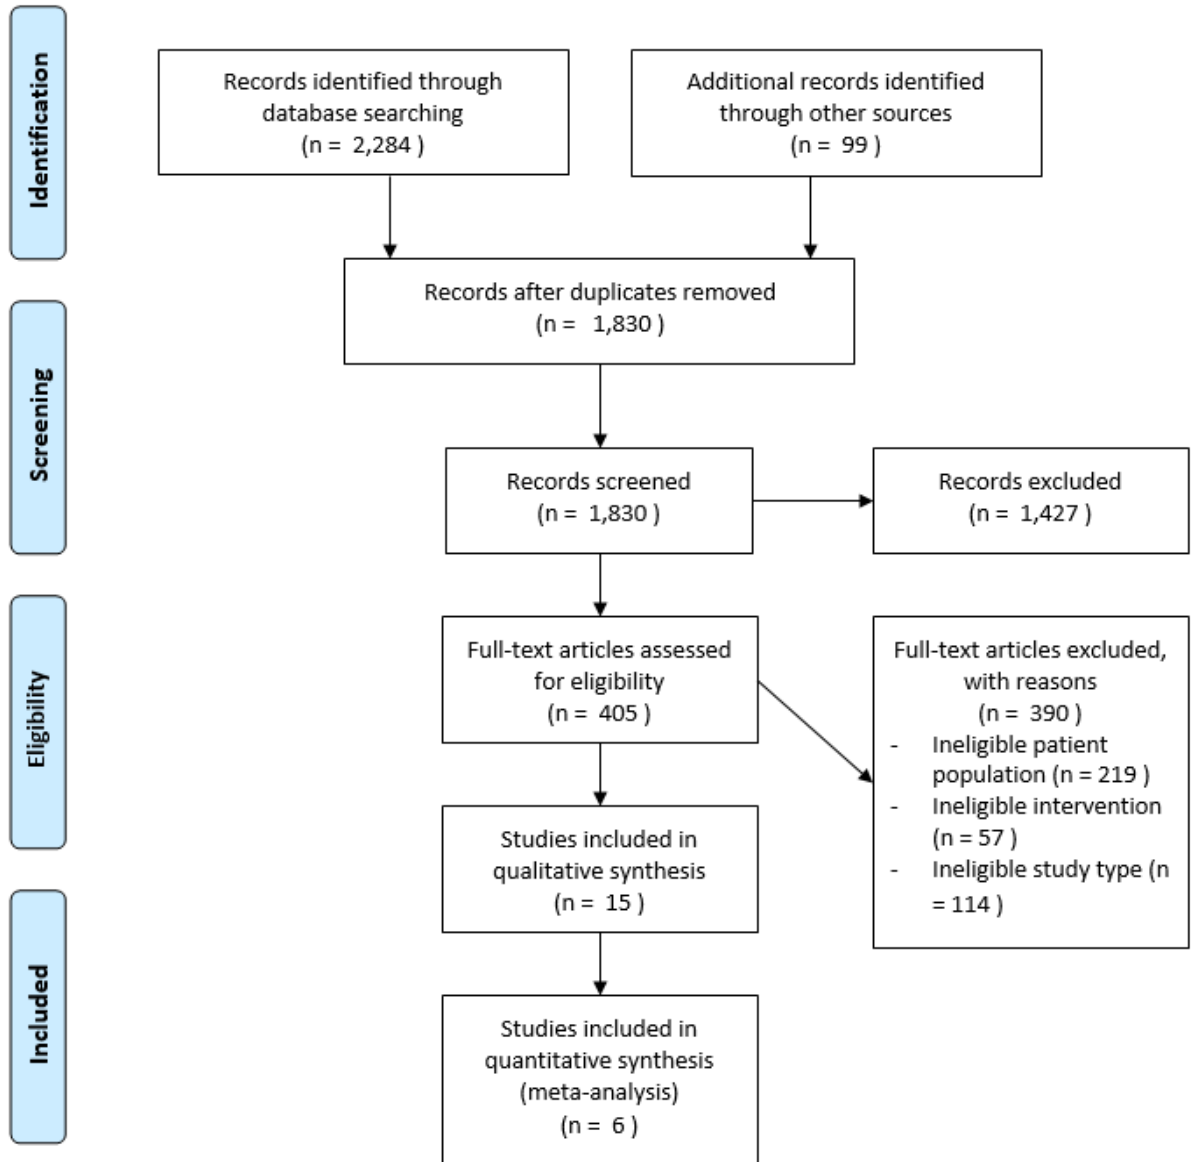 Identification
Records identified through
database searching
(n = 2,284 )
Additional records identified
through other sources
(n = 99 )
Records after duplicates removed
(n = 1,830 )
Screening
Records screened
(n = 1,830 )
Records excluded
(n = 1,427 )
Eligibility
Full-text articles assessed
for eligibility
(n = 405 )
Full-text articles excluded,
with reasons
(n = 390 )
- Ineligible patient
population (n = 219 )
- Ineligible intervention
(n = 57 )
- Ineligible study type (n
= 114 )
Studies included in
qualitative synthesis
(n = 15 )
Included
Studies included in
quantitative synthesis
(meta-analysis)
(n = 6 )